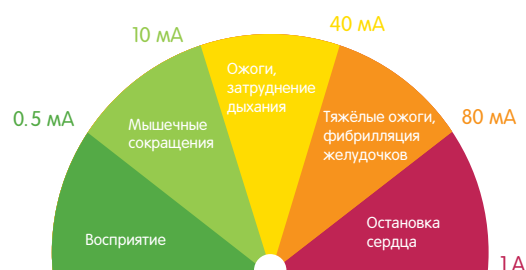 0.5 мА
10 мА
40 мА
80 мА
1 А
Восприятие
Мышечные
сокращения
Ожоги,
затруднение
дыхания
Тяжёлые ожоги,
фибрилляция
желудочков
Остановка
сердца